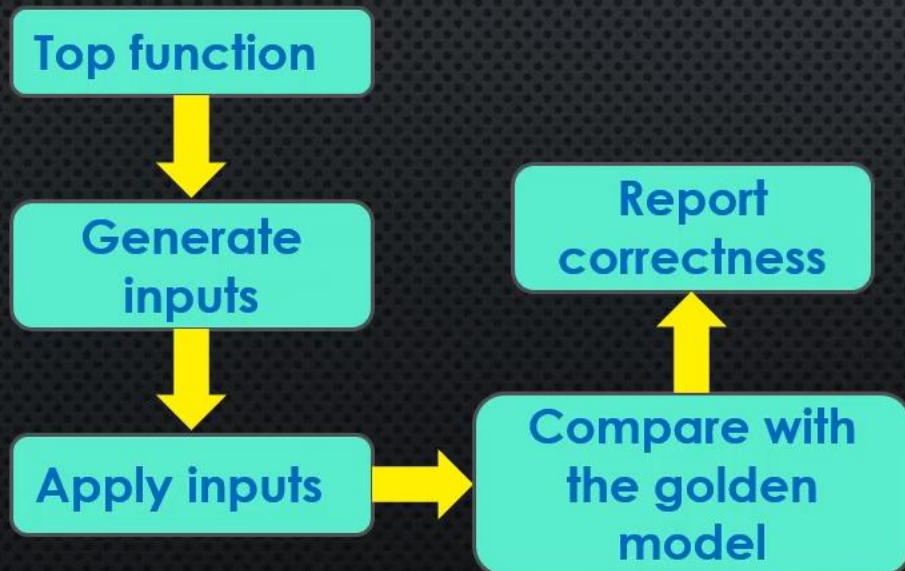 Top function
Generate
inputs
Apply inputs
Compare with
the golden
model
Report
correctness